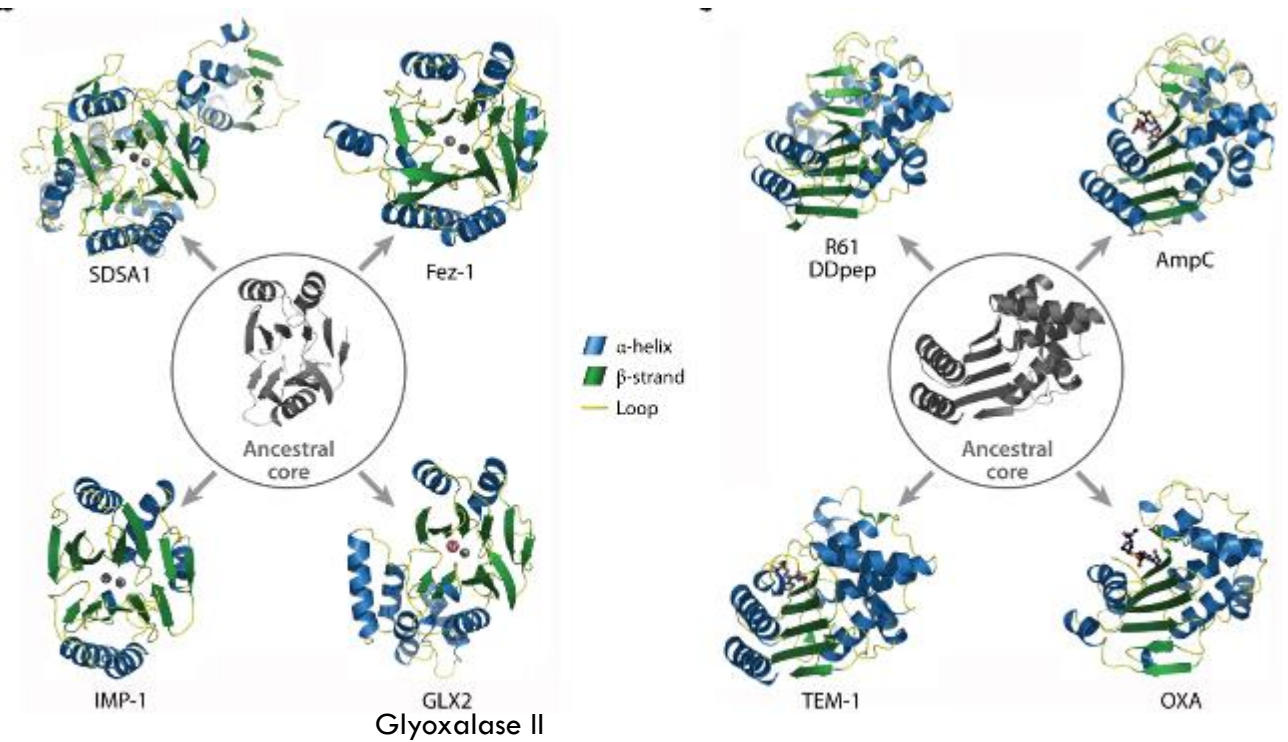 SDSA1
Fez-1
Ancestral
core
IMP-1
GLX2
Glyoxalase II
α-helix
β-strand
Loop
R61
DDpep
AmpC
Ancestral
core
TEM-1
OXA